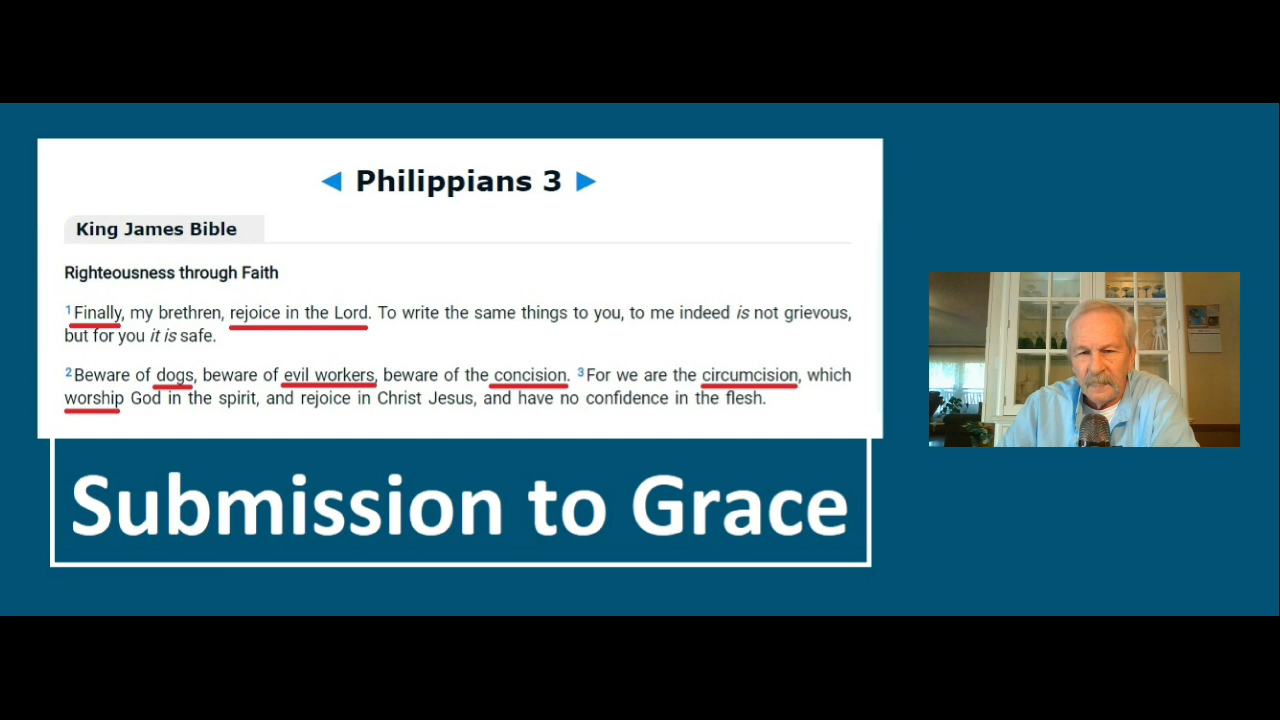 ◄ Philippians 3 ►
King James Bible
Righteousness through Faith
1 Finally, my brethren, rejoice in the Lord. To write the same things to you, to me indeed is not grievous,
but for you it is safe.
2 Beware of dogs, beware of evil workers, beware of the concision. 3 For we are the circumcision, which
worship God in the spirit, and rejoice in Christ Jesus, and have no confidence in the flesh.
Submission to Grace